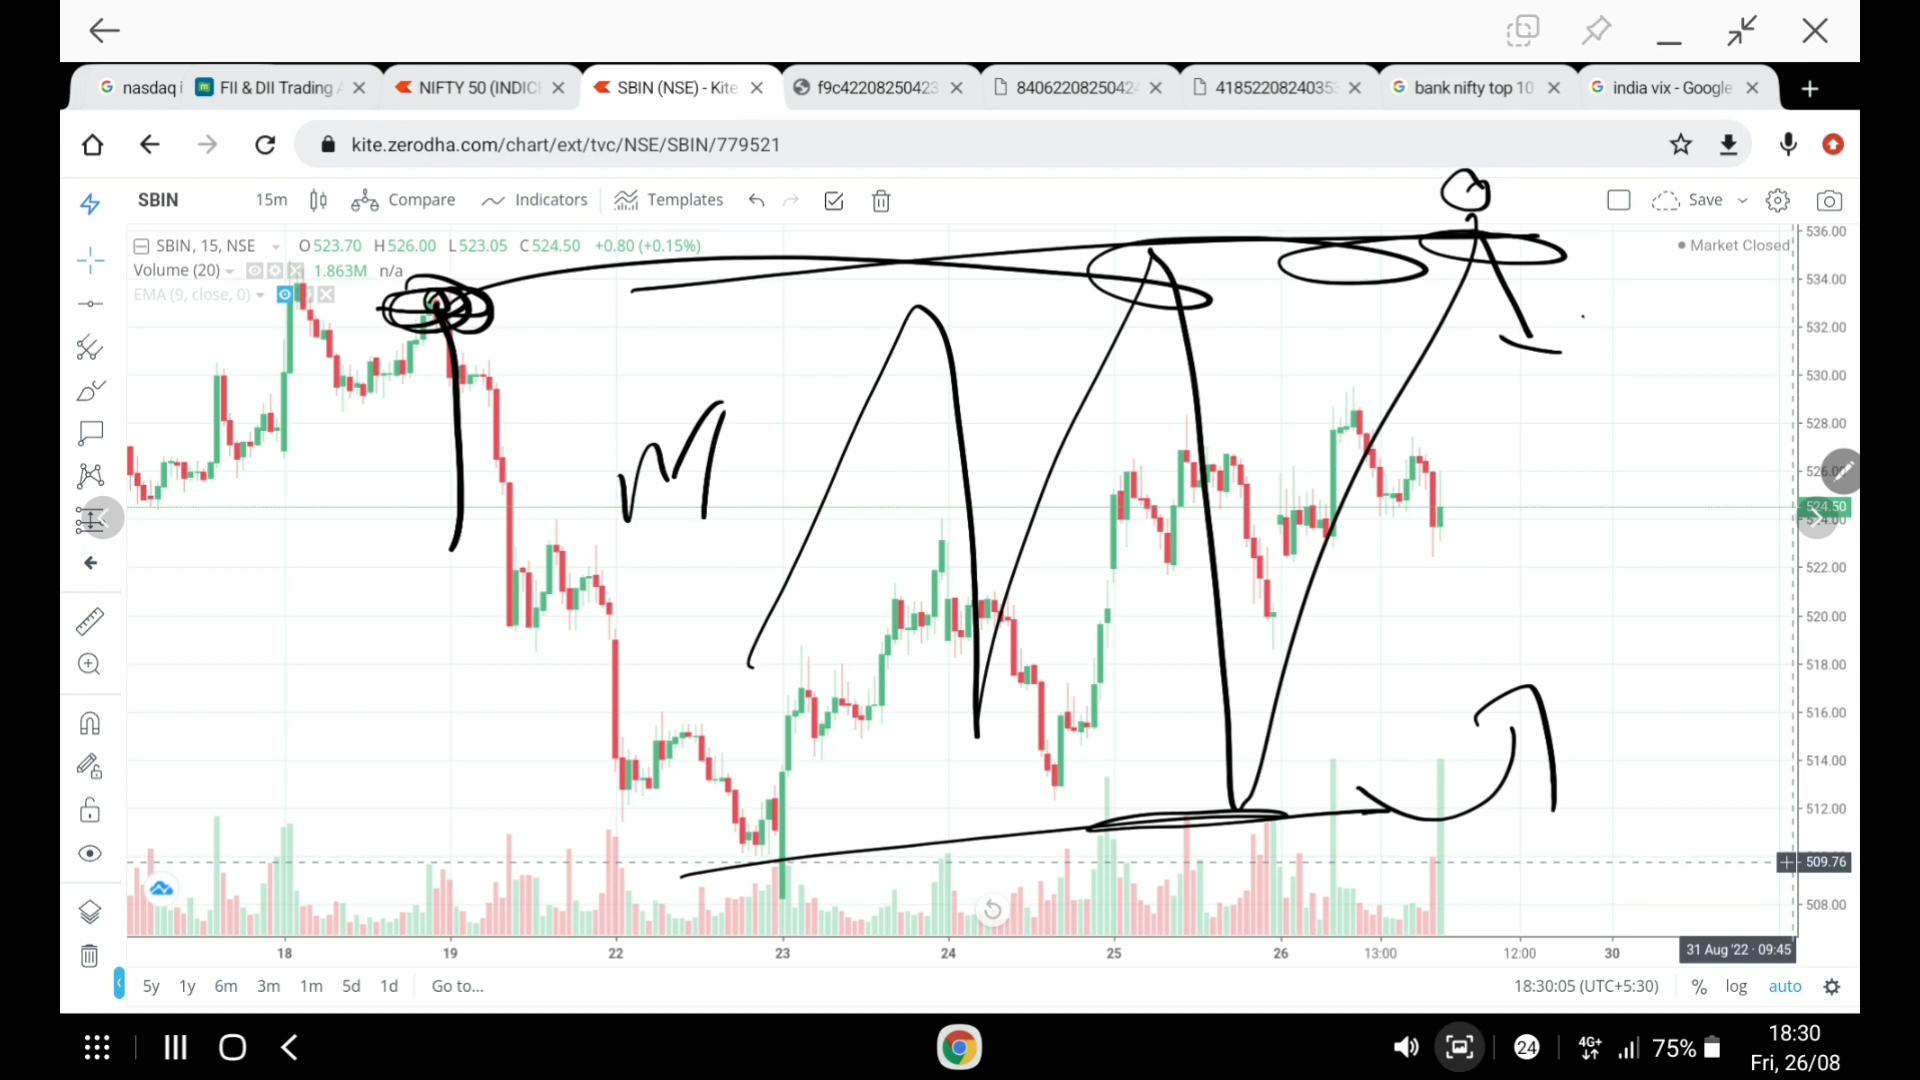 nasdaq i FII & DII Trading A NIFTY 50 (INDIC SBIN (NSE) - Kite f9c42208250423 84062208250424 41852208240353 bank nifty top 10 india vix - Google
kite.zerodha.com/chart/ext/tvc/NSE/SBIN/779521
SBIN 15m Compare Indicators Templates Save
SBIN, 15, NSE O523.70 H526.00 L523.05 C524.50 +0.80 (+0.15%) Market Closed
Volume (20) 1.863M n/a
EMA (9, close, 0)
536.00
534.00
532.00
530.00
528.00
526.00
524.50
524.00
522.00
520.00
518.00
516.00
514.00
512.00
509.76
508.00
M
18 19 22 23 24 25 26 13:00 12:00 30 31 Aug '22 · 09:45
5y 1y 6m 3m 1m 5d 1d Go to... 18:30:05 (UTC+5:30) % log auto
24 4G+ 75% 18:30
Fri, 26/08